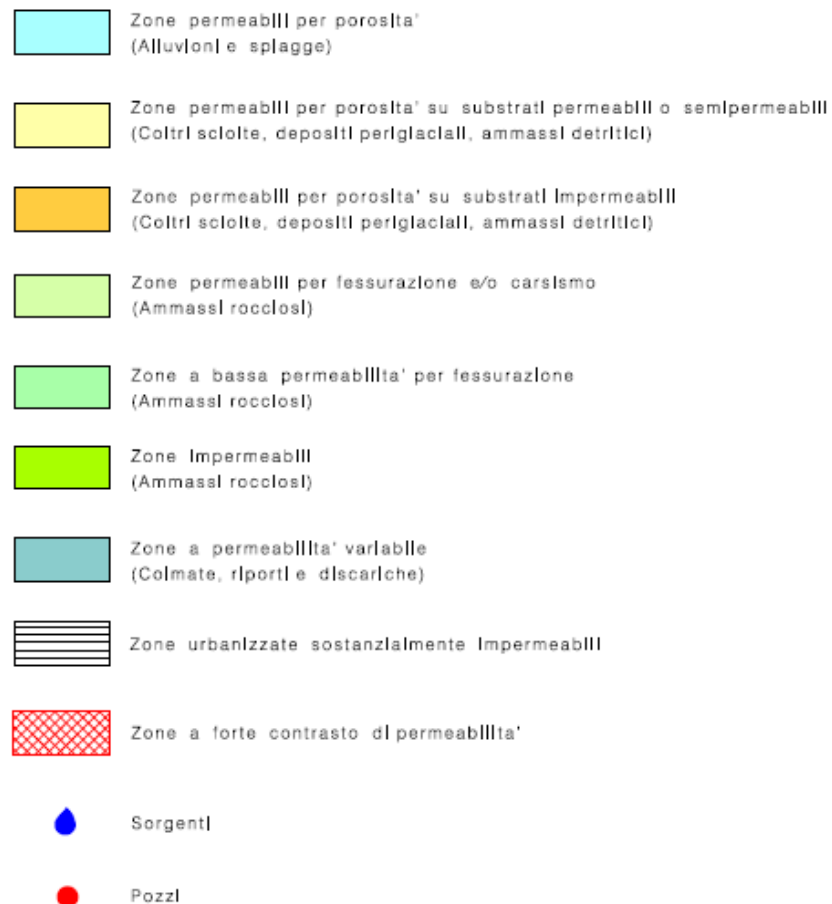 Zone permeabili per porosita'
(Alluvioni e spiagge)
Zone permeabili per porosita' su substrati permeabili o semipermeabili
(Coltri sciolte, depositi periglaciali, ammassi detritici)
Zone permeabili per porosita' su substrati impermeabili
(Coltri sciolte, depositi periglaciali, ammassi detritici)
Zone permeabili per fessurazione e/o carsismo
(Ammassi rocciosi)
Zone a bassa permeabilita' per fessurazione
(Ammassi rocciosi)
Zone impermeabili
(Ammassi rocciosi)
Zone a permeabilita' variabile
(Colmate, riporti e discariche)
Zone urbanizzate sostanzialmente impermeabili
Zone a forte contrasto di permeabilita'
Sorgenti
Pozzi